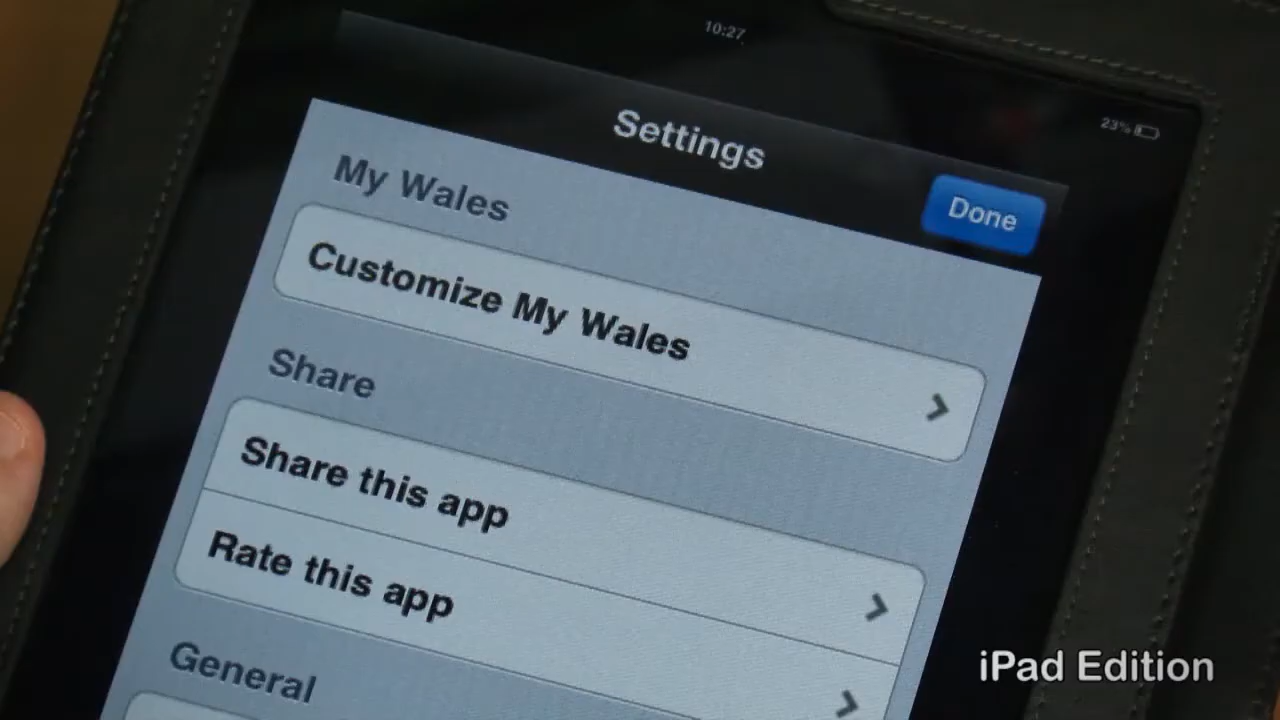 10:27
23%
Settings
Done
My Wales
Customize My Wales
Share
Share this app
Rate this app
General
iPad Edition